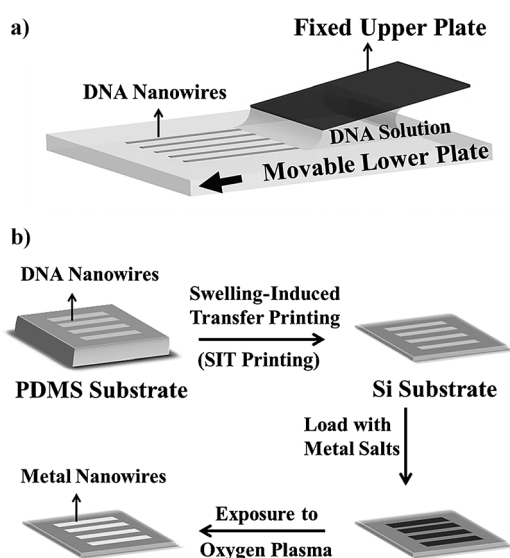 a)
Fixed Upper Plate
DNA Nanowires
DNA Solution
Movable Lower Plate
b)
DNA Nanowires
Swelling-Induced
Transfer Printing
(SIT Printing)
PDMS Substrate
Si Substrate
Load with
Metal Salts
Metal Nanowires
Exposure to
Oxygen Plasma